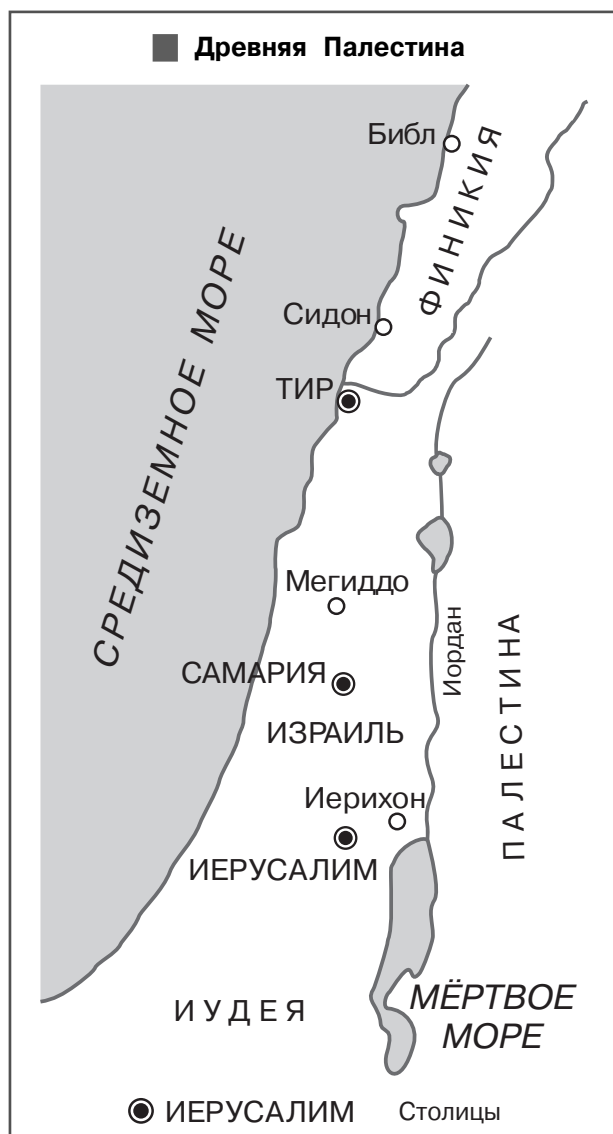 Древняя Палестина
Библ
ФИНИКИЯ
Сидон
СРЕДИЗЕМНОЕ МОРЕ
ТИР
Мегиддо
Иордан
ПАЛЕСТИНА
САМАРИЯ
ИЗРАИЛЬ
Иерихон
ИЕРУСАЛИМ
ИУДЕЯ
МЁРТВОЕ
МОРЕ
ИЕРУСАЛИМ Столицы